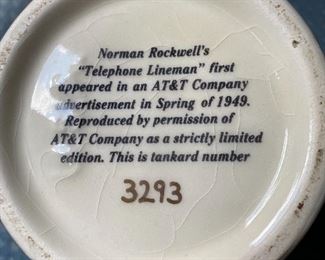 Norman Rockwell's
"Telephone Lineman" first
appeared in an AT&T Company
advertisement in Spring of 1949.
Reproduced by permission of
AT&T Company as a strictly limited
edition. This is tankard number
3293